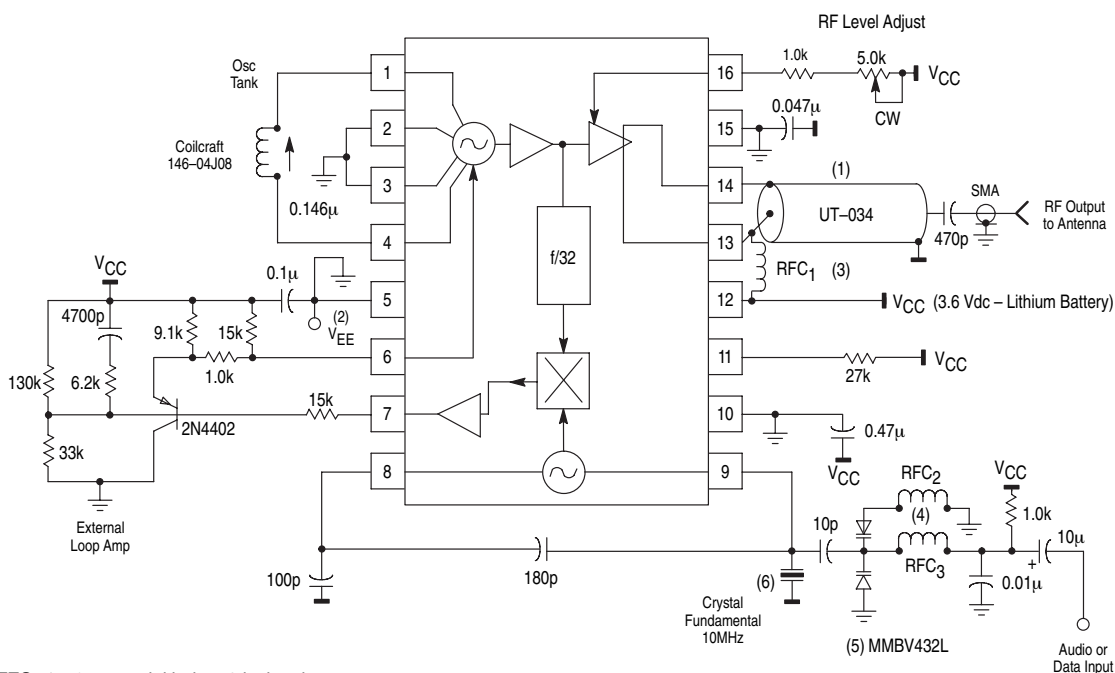 RF Level Adjust
Osc
Tank
Coilcraft
146–04J08
0.146μ
1
2
3
4
5
6
7
8
16
15
14
13
12
11
10
9
1.0k
5.0k
VCC
CW
0.047μ
(1)
UT–034
SMA
470p
RF Output
to Antenna
RFC1 (3)
VCC (3.6 Vdc – Lithium Battery)
f/32
VCC
0.1μ
(2)
VEE
4700p
9.1k
15k
1.0k
130k
6.2k
2N4402
15k
33k
External
Loop Amp
27k
VCC
0.47μ
VCC
100p
180p
(6)
Crystal
Fundamental
10MHz
10p
RFC2
(4)
RFC3
VCC
1.0k
10μ
+
0.01μ
(5) MMBV432L
Audio or
Data Input